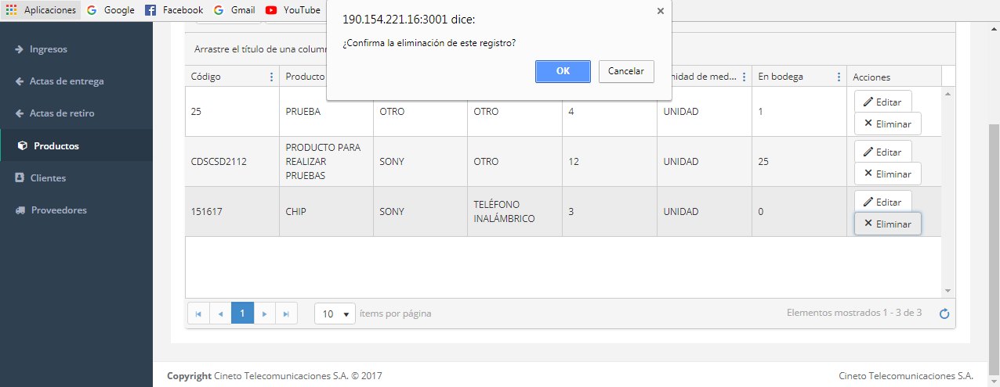 Aplicaciones Google Facebook Gmail YouTube
190.154.221.16:3001 dice:
¿Confirma la eliminación de este registro?
OK Cancelar
Ingresos
Actas de entrega
Actas de retiro
Productos
Clientes
Proveedores
Arrastre el título de una
Código Producto de med... En bodega Acciones
25 PRUEBA OTRO OTRO 4 UNIDAD 1 Editar
Eliminar
CDSCSD2112 PRODUCTO PARA SONY OTRO 12 UNIDAD 25 Editar
REALIZAR
PRUEBAS Eliminar
151617 CHIP SONY TELÉFONO 3 UNIDAD 0 Editar
INALÁMBRICO Eliminar
1 10 ítems por página Elementos mostrados 1 - 3 de 3
Copyright Cineto Telecomunicaciones S.A. © 2017 Cineto Telecomunicaciones S.A.